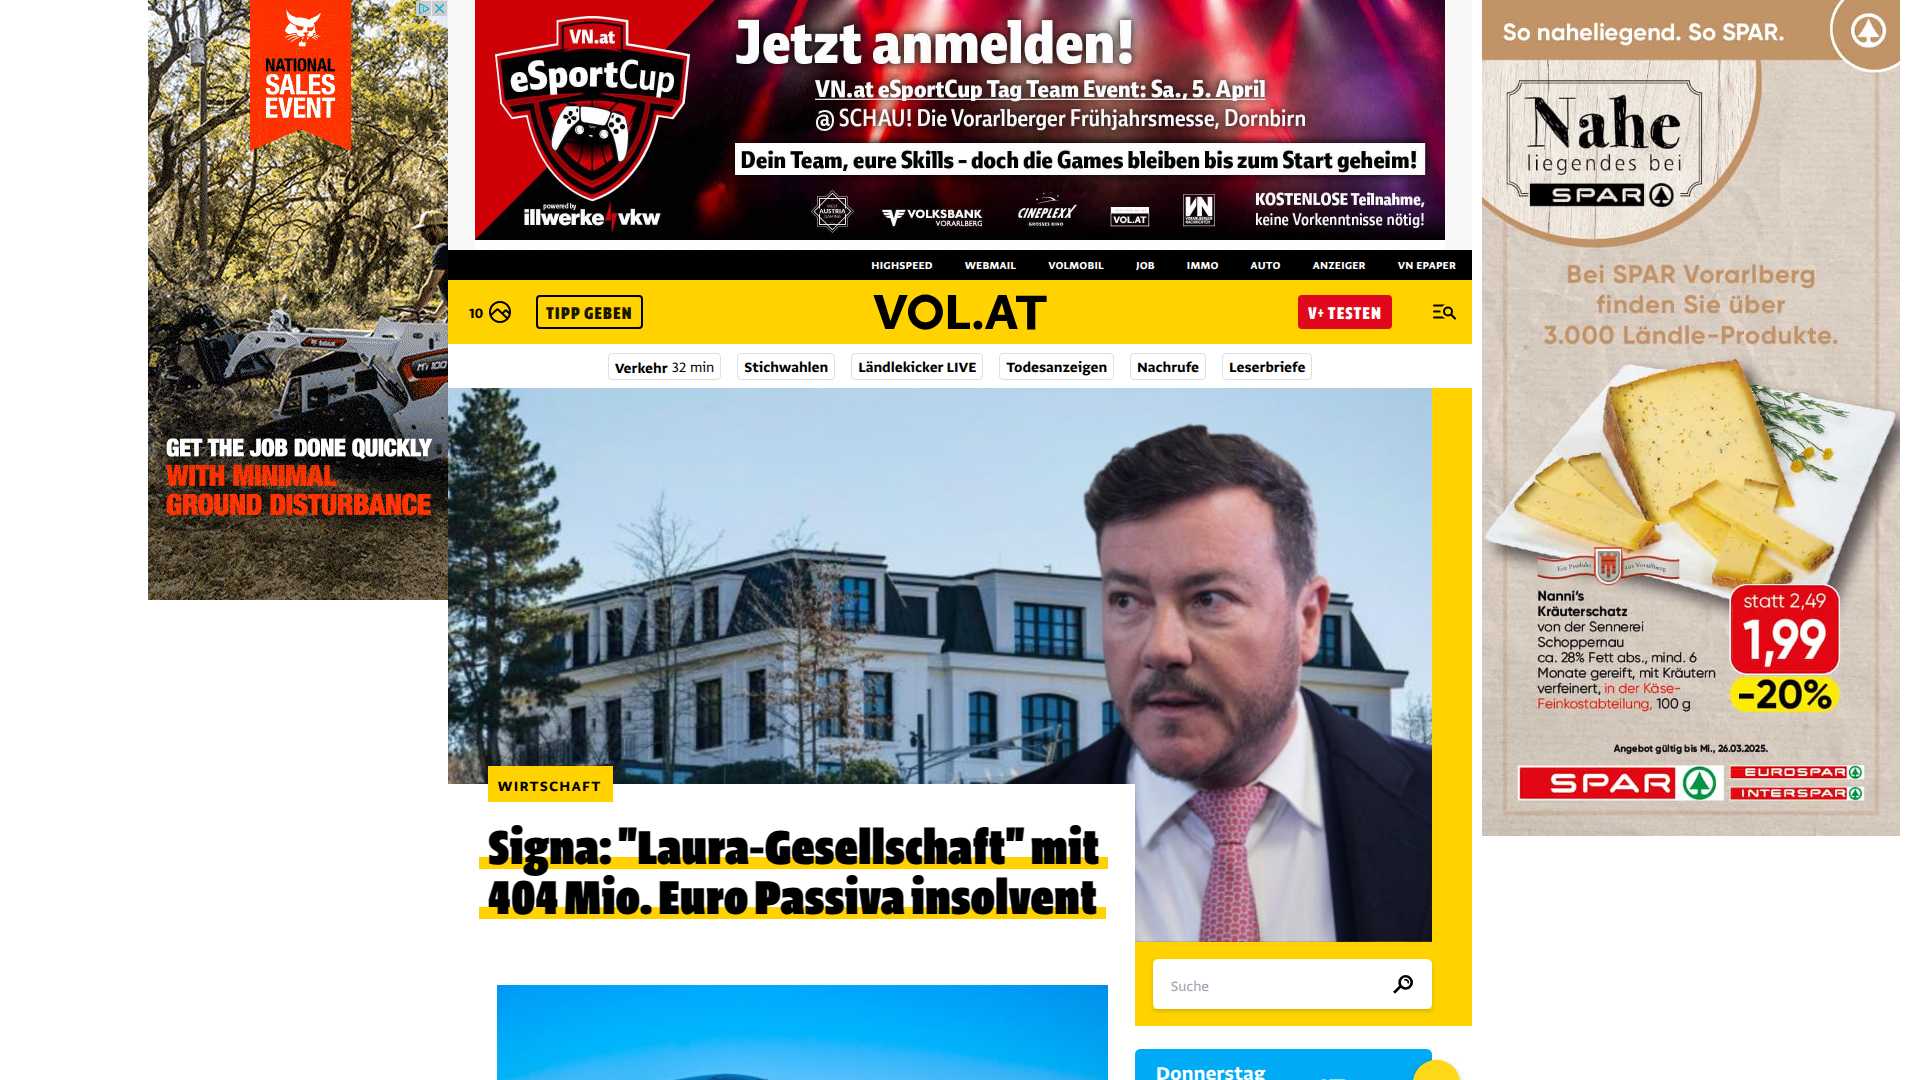 NATIONAL
SALES
EVENT
GET THE JOB DONE QUICKLY
WITH MINIMAL
GROUND DISTURBANCE
VN.at
eSportCup
powered by
illwerke vkw
Jetzt anmelden!
VN.at eSportCup Tag Team Event: Sa., 5. April
@ SCHAU! Die Vorarlberger Frühjahrsmesse, Dornbirn
Dein Team, eure Skills – doch die Games bleiben bis zum Start geheim!
AUSTRIA
VOLKSBANK
VORARLBERG
CINEPLEXX
VOL.AT
VN
KOSTENLOSE Teilnahme,
keine Vorkenntnisse nötig!
HIGHSPEED WEBMAIL VOLMOBIL JOB IMMO AUTO ANZEIGER VN EPAPER
10 TIPP GEBEN VOL.AT V+ TESTEN
Verkehr 32 min Stichwahlen Ländlekicker LIVE Todesanzeigen Nachrufe Leserbriefe
WIRTSCHAFT
Signa: "Laura-Gesellschaft" mit
404 Mio. Euro Passiva insolvent
Suche
Donnerstag
So naheliegend. So SPAR.
Nahe
liegendes bei
SPAR
Bei SPAR Vorarlberg
finden Sie über
3.000 Ländle-Produkte.
Ein Produkt aus Vorarlberg
Nanni's
Kräuterschatz
von der Sennerei
Schoppernau
ca. 28% Fett abs., mind. 6
Monate gereift, mit Kräutern
verfeinert, in der Käse-
Feinkostabteilung, 100 g
statt 2,49
1,99
-20%
Angebot gültig bis Mi., 26.03.2025.
SPAR
EUROSPAR
INTERSPAR